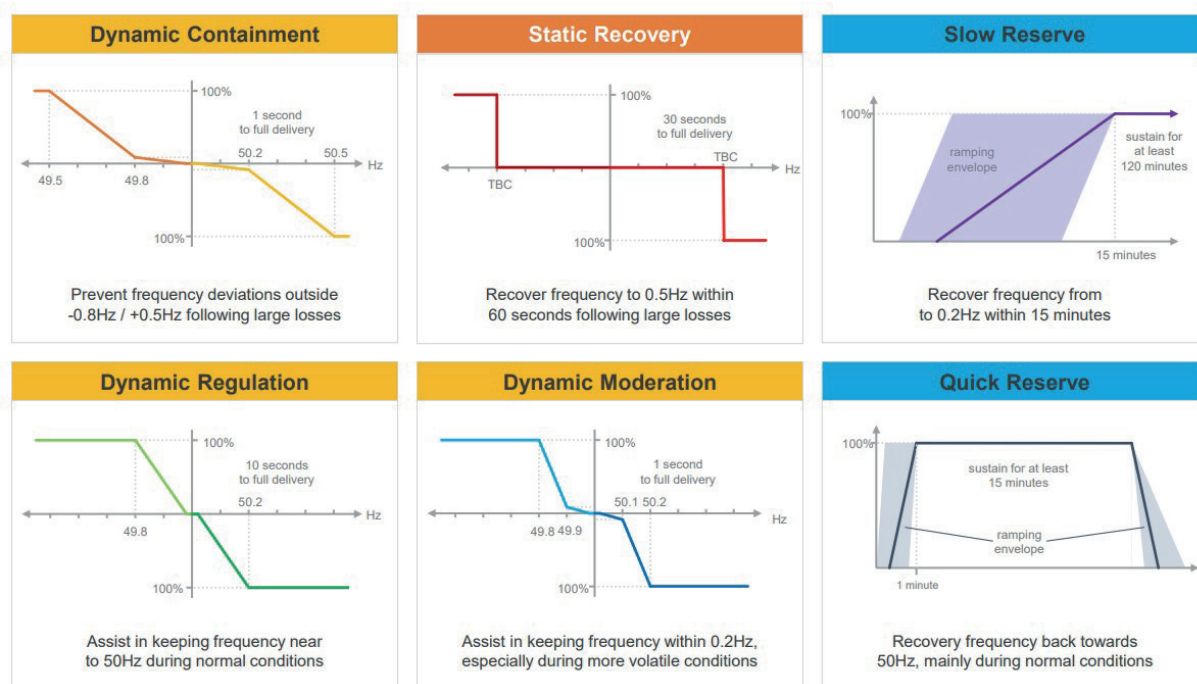 Dynamic Containment
100%
1 second
to full delivery
50.2
50.5
Hz
49.5
49.8
100%
Prevent frequency deviations outside
-0.8Hz / +0.5Hz following large losses
Static Recovery
100%
30 seconds
to full delivery
TBC
Hz
TBC
100%
Recover frequency to 0.5Hz within
60 seconds following large losses
Slow Reserve
100%
ramping
envelope
sustain for
at least
120 minutes
15 minutes
Recover frequency from
to 0.2Hz within 15 minutes
Dynamic Regulation
100%
10 seconds
to full delivery
50.2
Hz
49.8
100%
Assist in keeping frequency near
to 50Hz during normal conditions
Dynamic Moderation
100%
1 second
to full delivery
50.1 50.2
Hz
49.8 49.9
100%
Assist in keeping frequency within 0.2Hz,
especially during more volatile conditions
Quick Reserve
100%
sustain for at least
15 minutes
ramping
envelope
1 minute
Recovery frequency back towards
50Hz, mainly during normal conditions